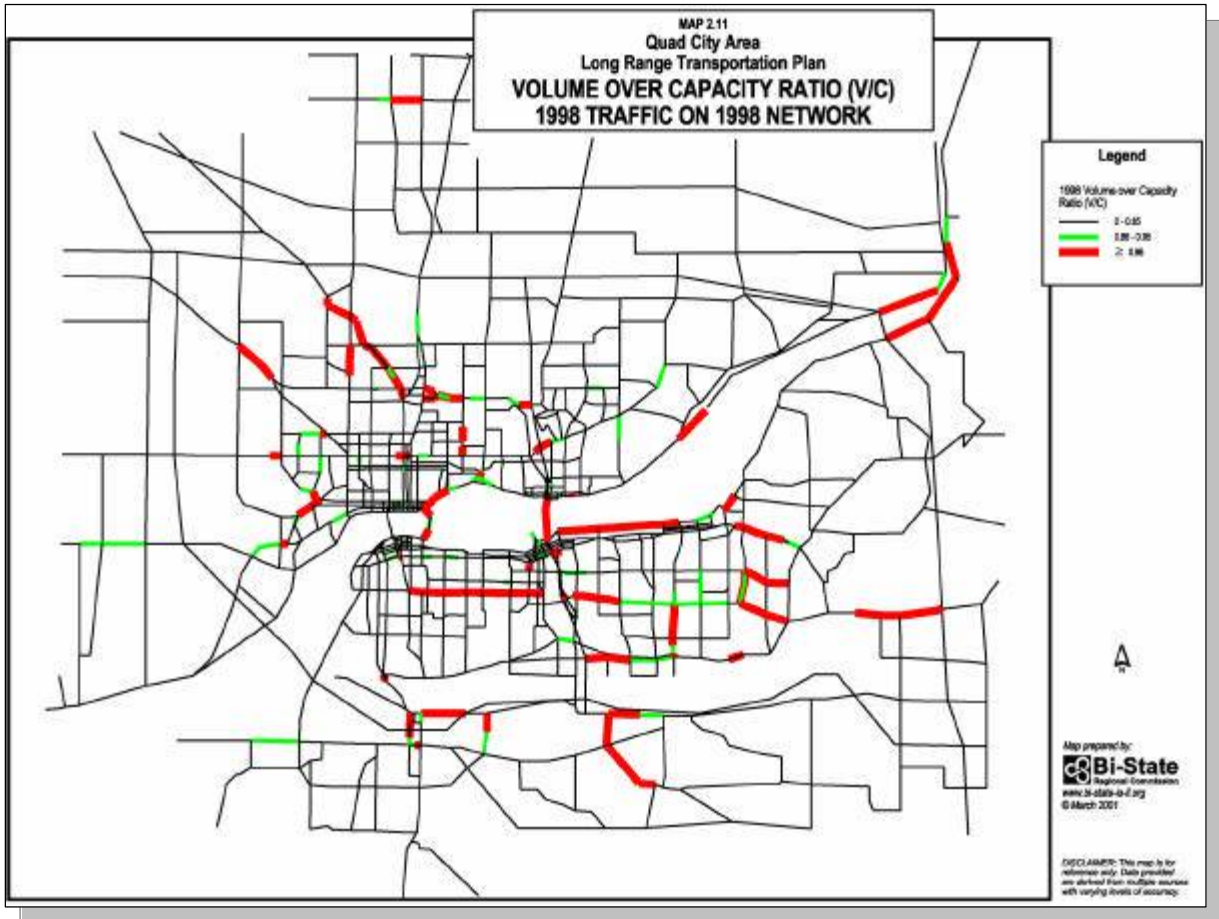 MAP 2.11
Quad City Area
Long Range Transportation Plan
VOLUME OVER CAPACITY RATIO (V/C)
1998 TRAFFIC ON 1998 NETWORK
Legend
1998 Volume over Capacity
Ratio (V/C)
N
Map prepared by:
Bi-State
Regional Commission
www.bi-state-ia-il.org
© March 2001
DISCLAIMER: This map is for
reference only. Data provided
are derived from multiple sources
with varying levels of accuracy.